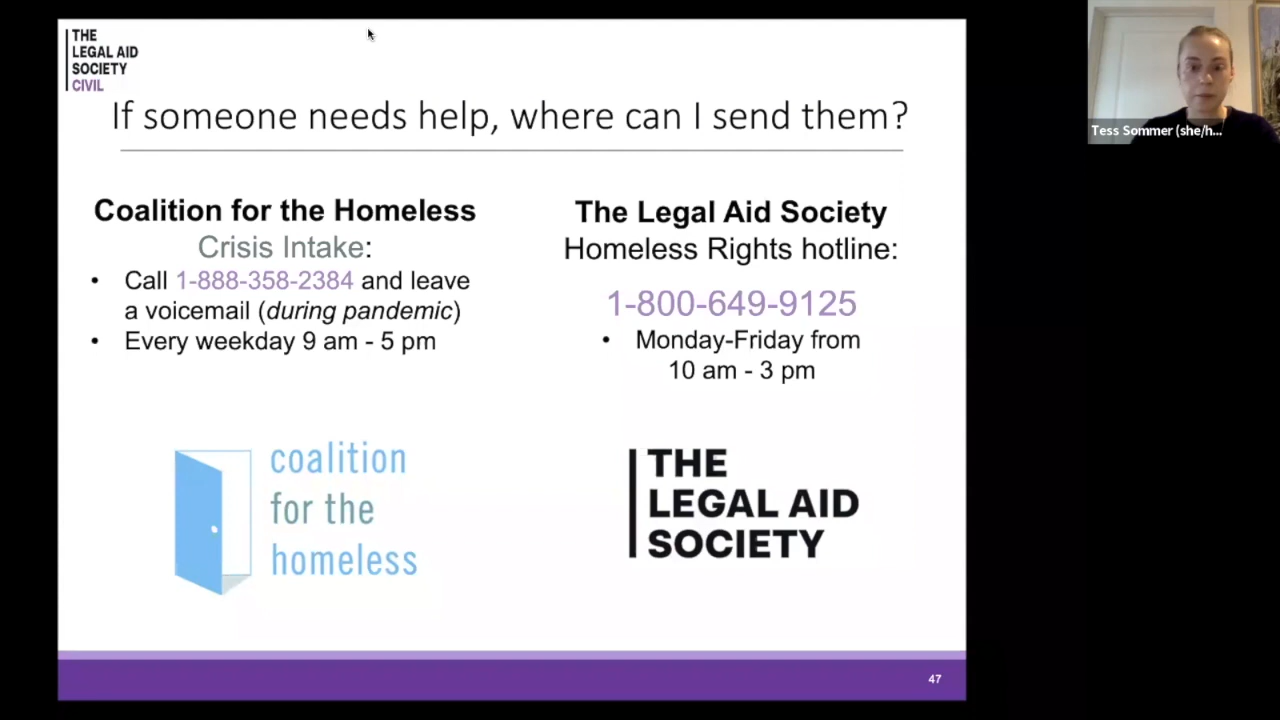 THE
LEGAL AID
SOCIETY
CIVIL
If someone needs help, where can I send them?
Coalition for the Homeless
Crisis Intake:
• Call 1-888-358-2384 and leave
a voicemail (during pandemic)
• Every weekday 9 am - 5 pm
The Legal Aid Society
Homeless Rights hotline:
1-800-649-9125
• Monday-Friday from
10 am - 3 pm
coalition
for the
homeless
THE
LEGAL AID
SOCIETY
47
Tess Sommer (she/h...